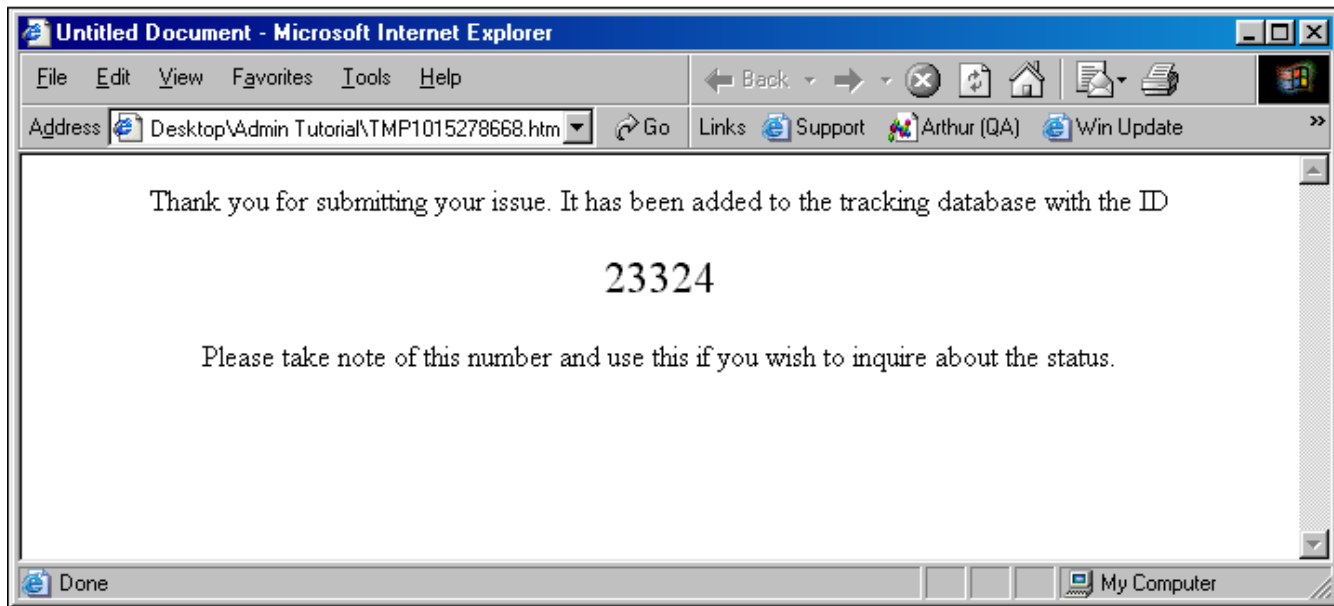 Untitled Document - Microsoft Internet Explorer
File Edit View Favorites Tools Help Back
Address Desktop\Admin Tutorial\TMP1015278668.htm Go Links Support Arthur (QA) Win Update »
Thank you for submitting your issue. It has been added to the tracking database with the ID
23324
Please take note of this number and use this if you wish to inquire about the status.
Done My Computer